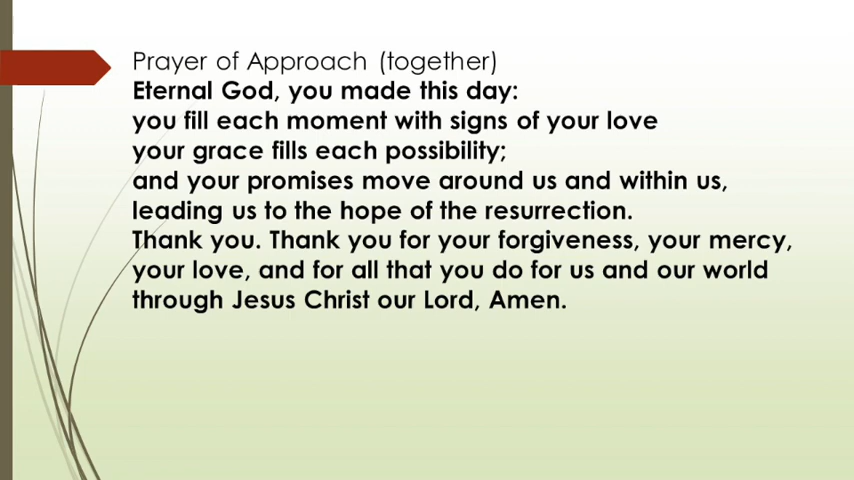 Prayer of Approach (together)
Eternal God, you made this day:
you fill each moment with signs of your love
your grace fills each possibility;
and your promises move around us and within us,
leading us to the hope of the resurrection.
Thank you. Thank you for your forgiveness, your mercy,
your love, and for all that you do for us and our world
through Jesus Christ our Lord, Amen.